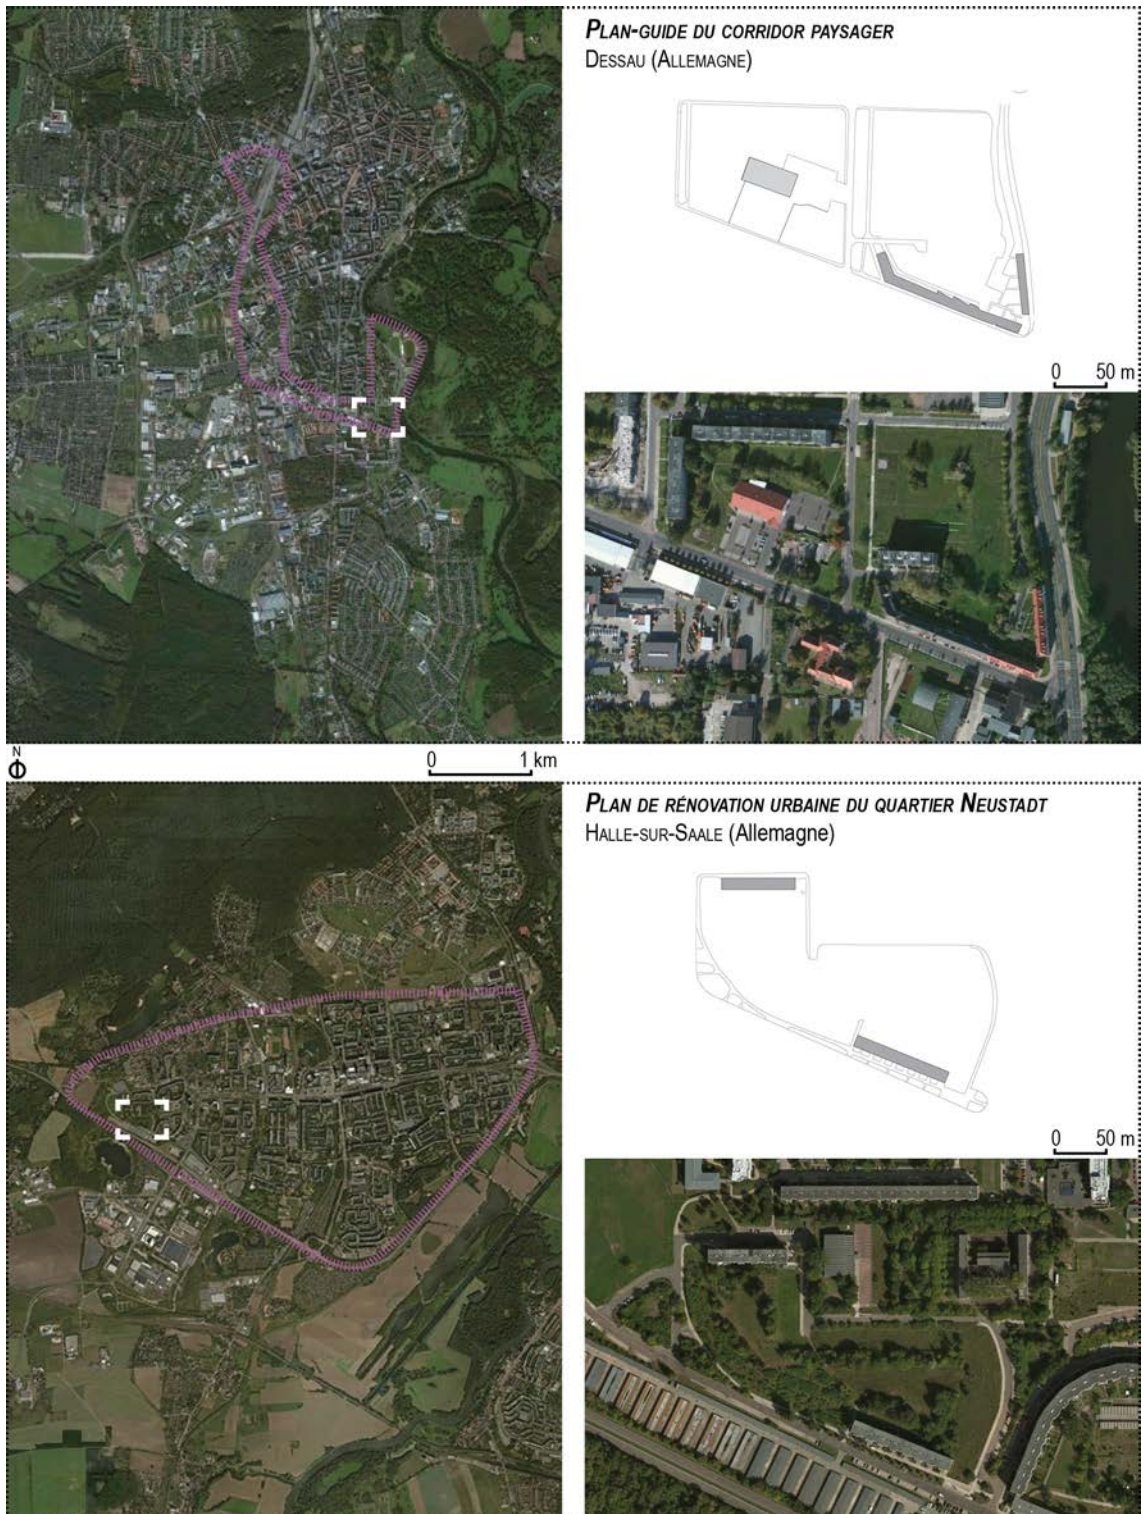 PLAN-GUIDE DU CORRIDOR PAYSAGER
DESSAU (ALLEMAGNE)
0 50 m
N
0 1 km
PLAN DE RÉNOVATION URBAINE DU QUARTIER NEUSTADT
HALLE-SUR-SAALE (Allemagne)
0 50 m